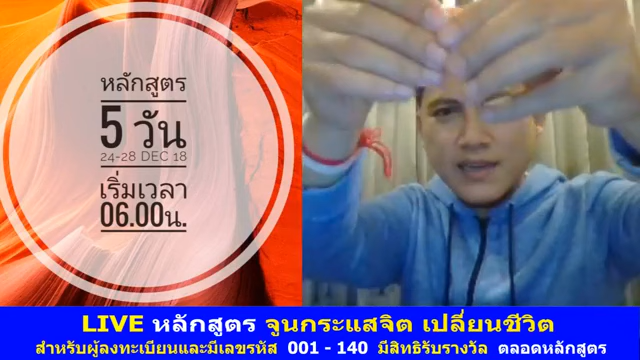 หลักสูตร
5 วัน
24-28 DEC 18
เริ่มเวลา
06.00น.
LIVE หลักสูตร จูนกระแสจิต เปลี่ยนชีวิต
สำหรับผู้ลงทะเบียนและมีเลขรหัส 001 - 140 มีสิทธิรับรางวัล ตลอดหลักสูตร